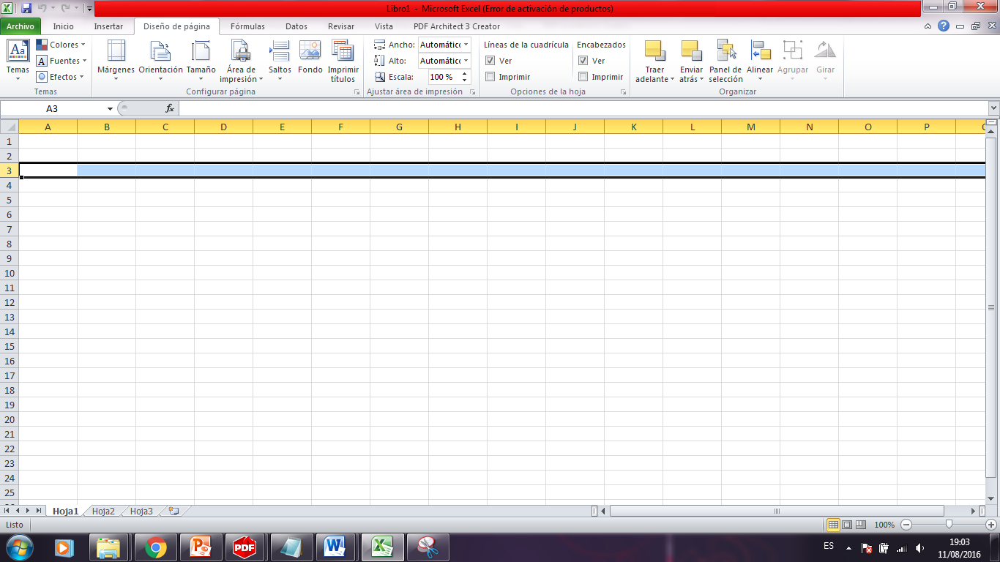 Libro1 - Microsoft Excel (Error de activación de productos)
Archivo Inicio Insertar Diseño de página Fórmulas Datos Revisar Vista PDF Architect 3 Creator
Aa Temas
Colores
A Fuentes
Efectos
Temas
Márgenes Orientación Tamaño Área de impresión Saltos Fondo Imprimir títulos
Configurar página
Ancho: Automático
Alto: Automático
Escala: 100 %
Ajustar área de impresión
Líneas de la cuadrícula Encabezados
Ver Ver
Imprimir Imprimir
Opciones de la hoja
Traer adelante Enviar atrás Panel de selección Alinear Agrupar Girar
Organizar
A3 fx
A B C D E F G H I J K L M N O P
1
2
3
4
5
6
7
8
9
10
11
12
13
14
15
16
17
18
19
20
21
22
23
24
25
Hoja1 Hoja2 Hoja3
Listo 100%
PDF
ES 19:03
11/08/2016